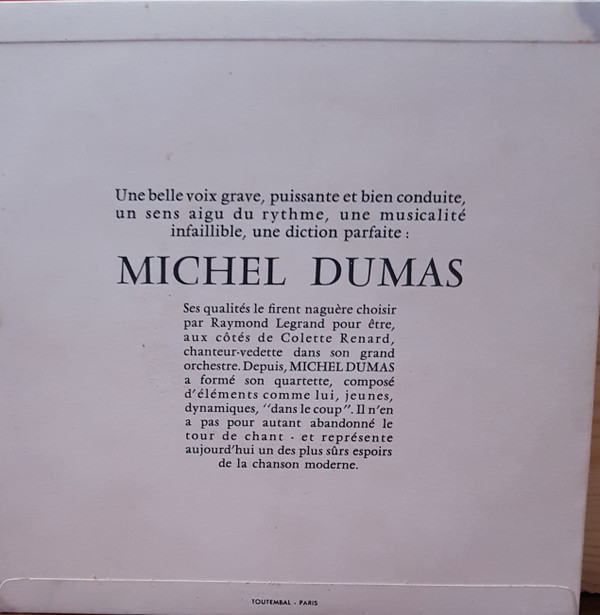 Une belle voix grave, puissante et bien conduite,
un sens aigu du rythme, une musicalité
infaillible, une diction parfaite :
MICHEL DUMAS
Ses qualités le firent naguère choisir
par Raymond Legrand pour être,
aux côtés de Colette Renard,
chanteur-vedette dans son grand
orchestre. Depuis, MICHEL DUMAS
a formé son quartette, composé
d'éléments comme lui, jeunes,
dynamiques, "dans le coup". Il n'en
a pas pour autant abandonné le
tour de chant - et représente
aujourd'hui un des plus sûrs espoirs
de la chanson moderne.
TOUTEMBAL - PARIS